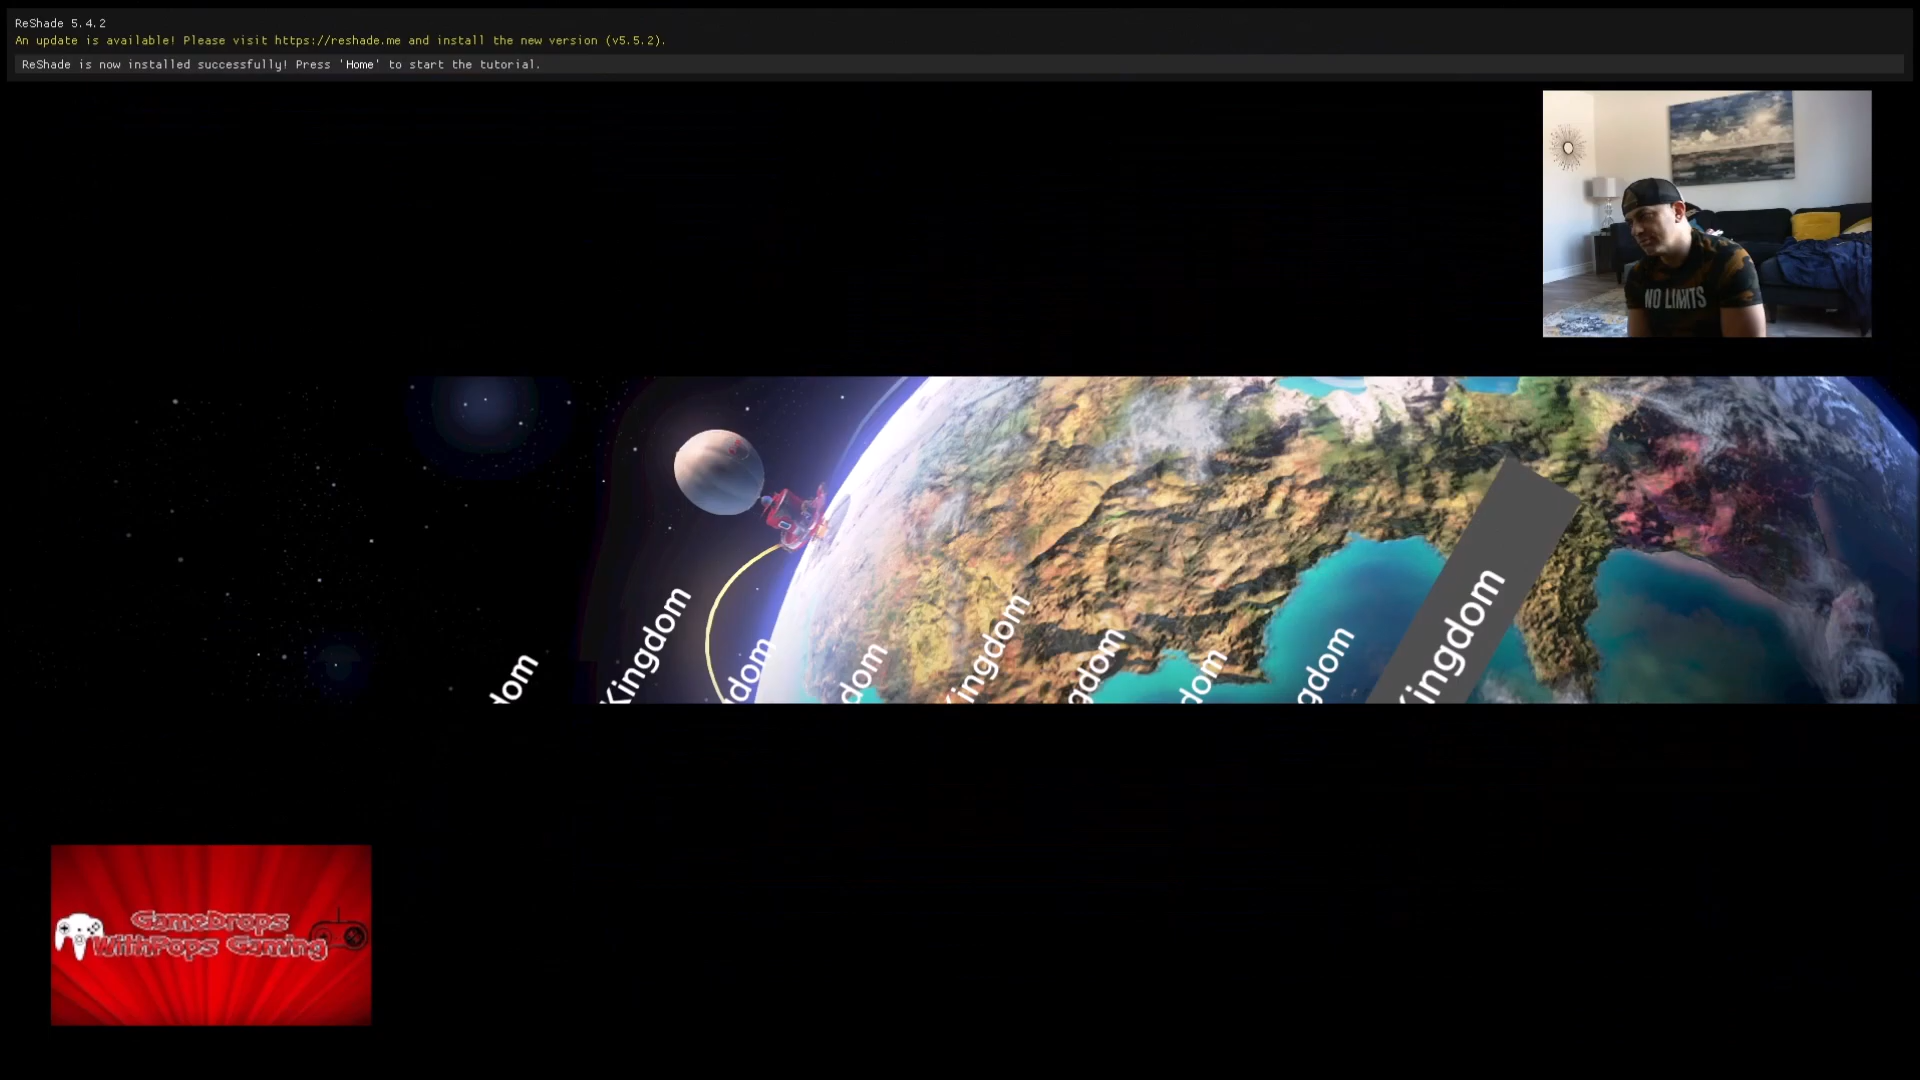 ReShade 5.4.2
An update is available! Please visit https://reshade.me and install the new version (v5.5.2).
ReShade is now installed successfully! Press 'Home' to start the tutorial.
NO LIMITS
Kingdom
dom
Kingdom
dom
dom
Kingdom
gdom
dom
gdom
GameDrops
WithPops Gaming